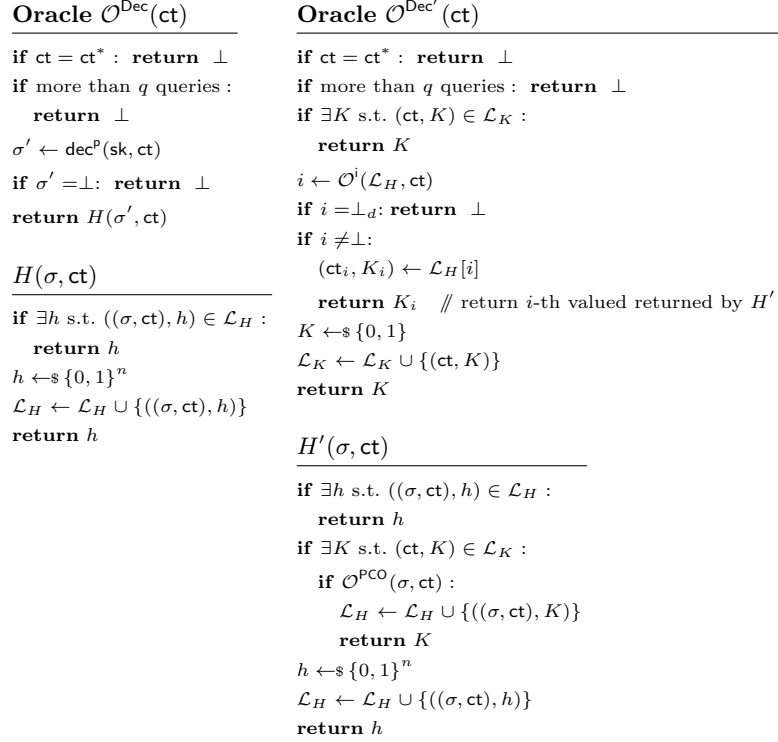 Oracle 𝒪^Dec(ct)
if ct = ct* : return ⊥
if more than q queries :
return ⊥
σ′ ← dec^p(sk, ct)
if σ′ =⊥: return ⊥
return H(σ′, ct)
H(σ, ct)
if ∃h s.t. ((σ, ct), h) ∈ ℒ_H :
return h
h ←$ {0, 1}^n
ℒ_H ← ℒ_H ∪ {((σ, ct), h)}
return h
Oracle 𝒪^Dec′(ct)
if ct = ct* : return ⊥
if more than q queries : return ⊥
if ∃K s.t. (ct, K) ∈ ℒ_K :
return K
i ← 𝒪^i(ℒ_H, ct)
if i =⊥_d: return ⊥
if i ≠⊥:
(ct_i, K_i) ← ℒ_H[i]
return K_i // return i-th valued returned by H′
K ←$ {0, 1}
ℒ_K ← ℒ_K ∪ {(ct, K)}
return K
H′(σ, ct)
if ∃h s.t. ((σ, ct), h) ∈ ℒ_H :
return h
if ∃K s.t. (ct, K) ∈ ℒ_K :
if 𝒪^PCO(σ, ct) :
ℒ_H ← ℒ_H ∪ {((σ, ct), K)}
return K
h ←$ {0, 1}^n
ℒ_H ← ℒ_H ∪ {((σ, ct), h)}
return h